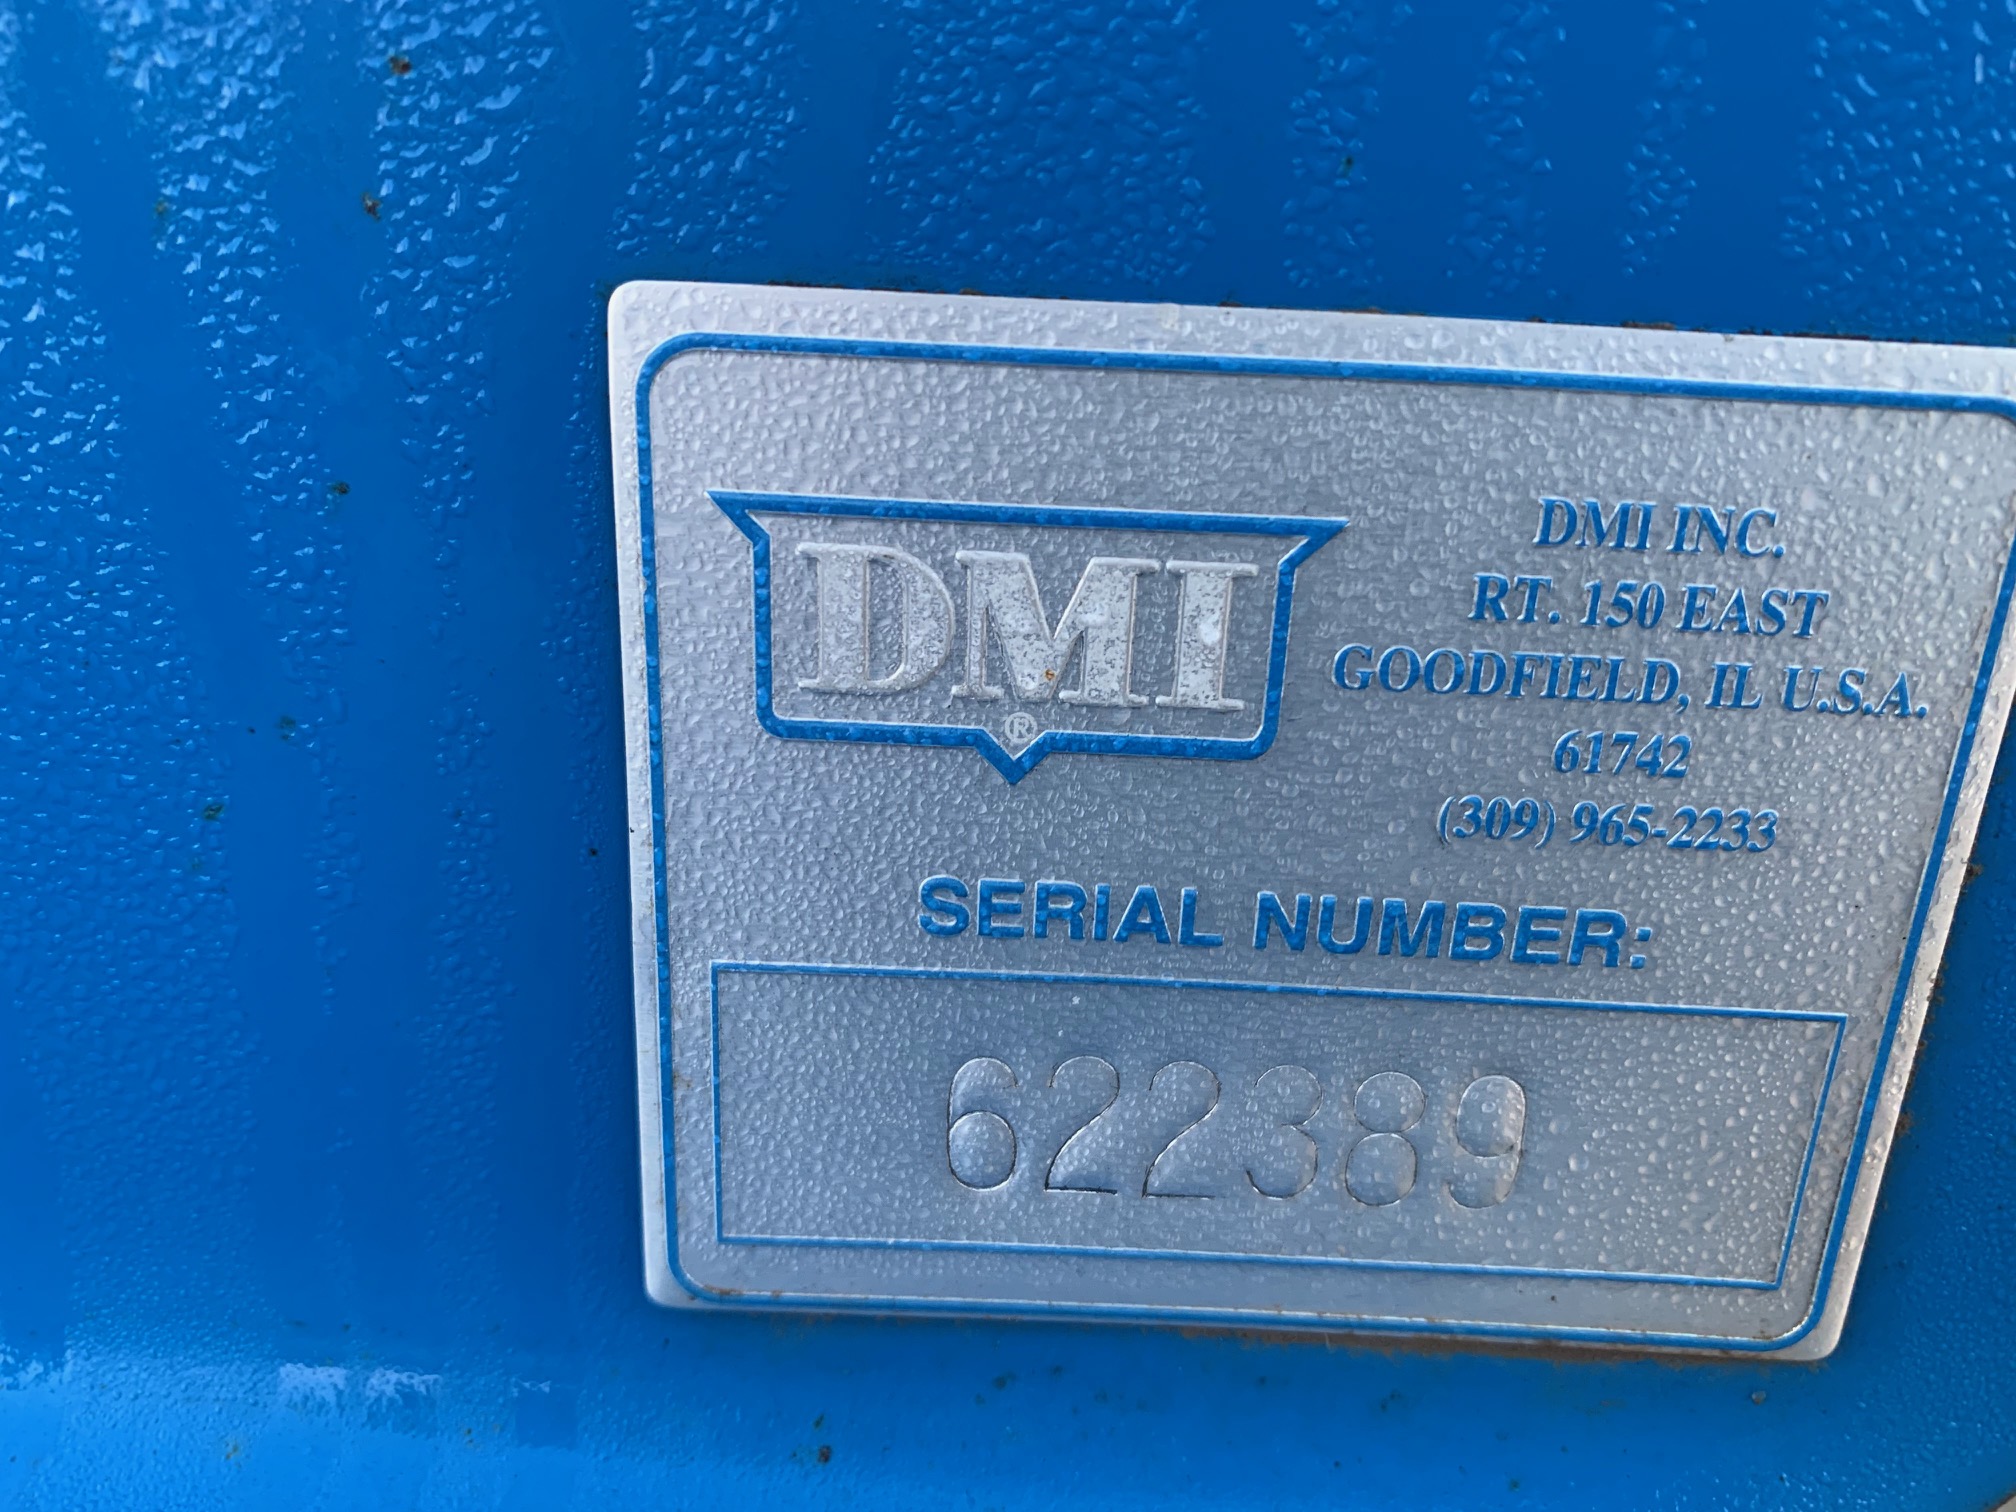 DMI
®
DMI INC.
RT. 150 EAST
GOODFIELD, IL U.S.A.
61742
(309) 965-2233
SERIAL NUMBER:
622389